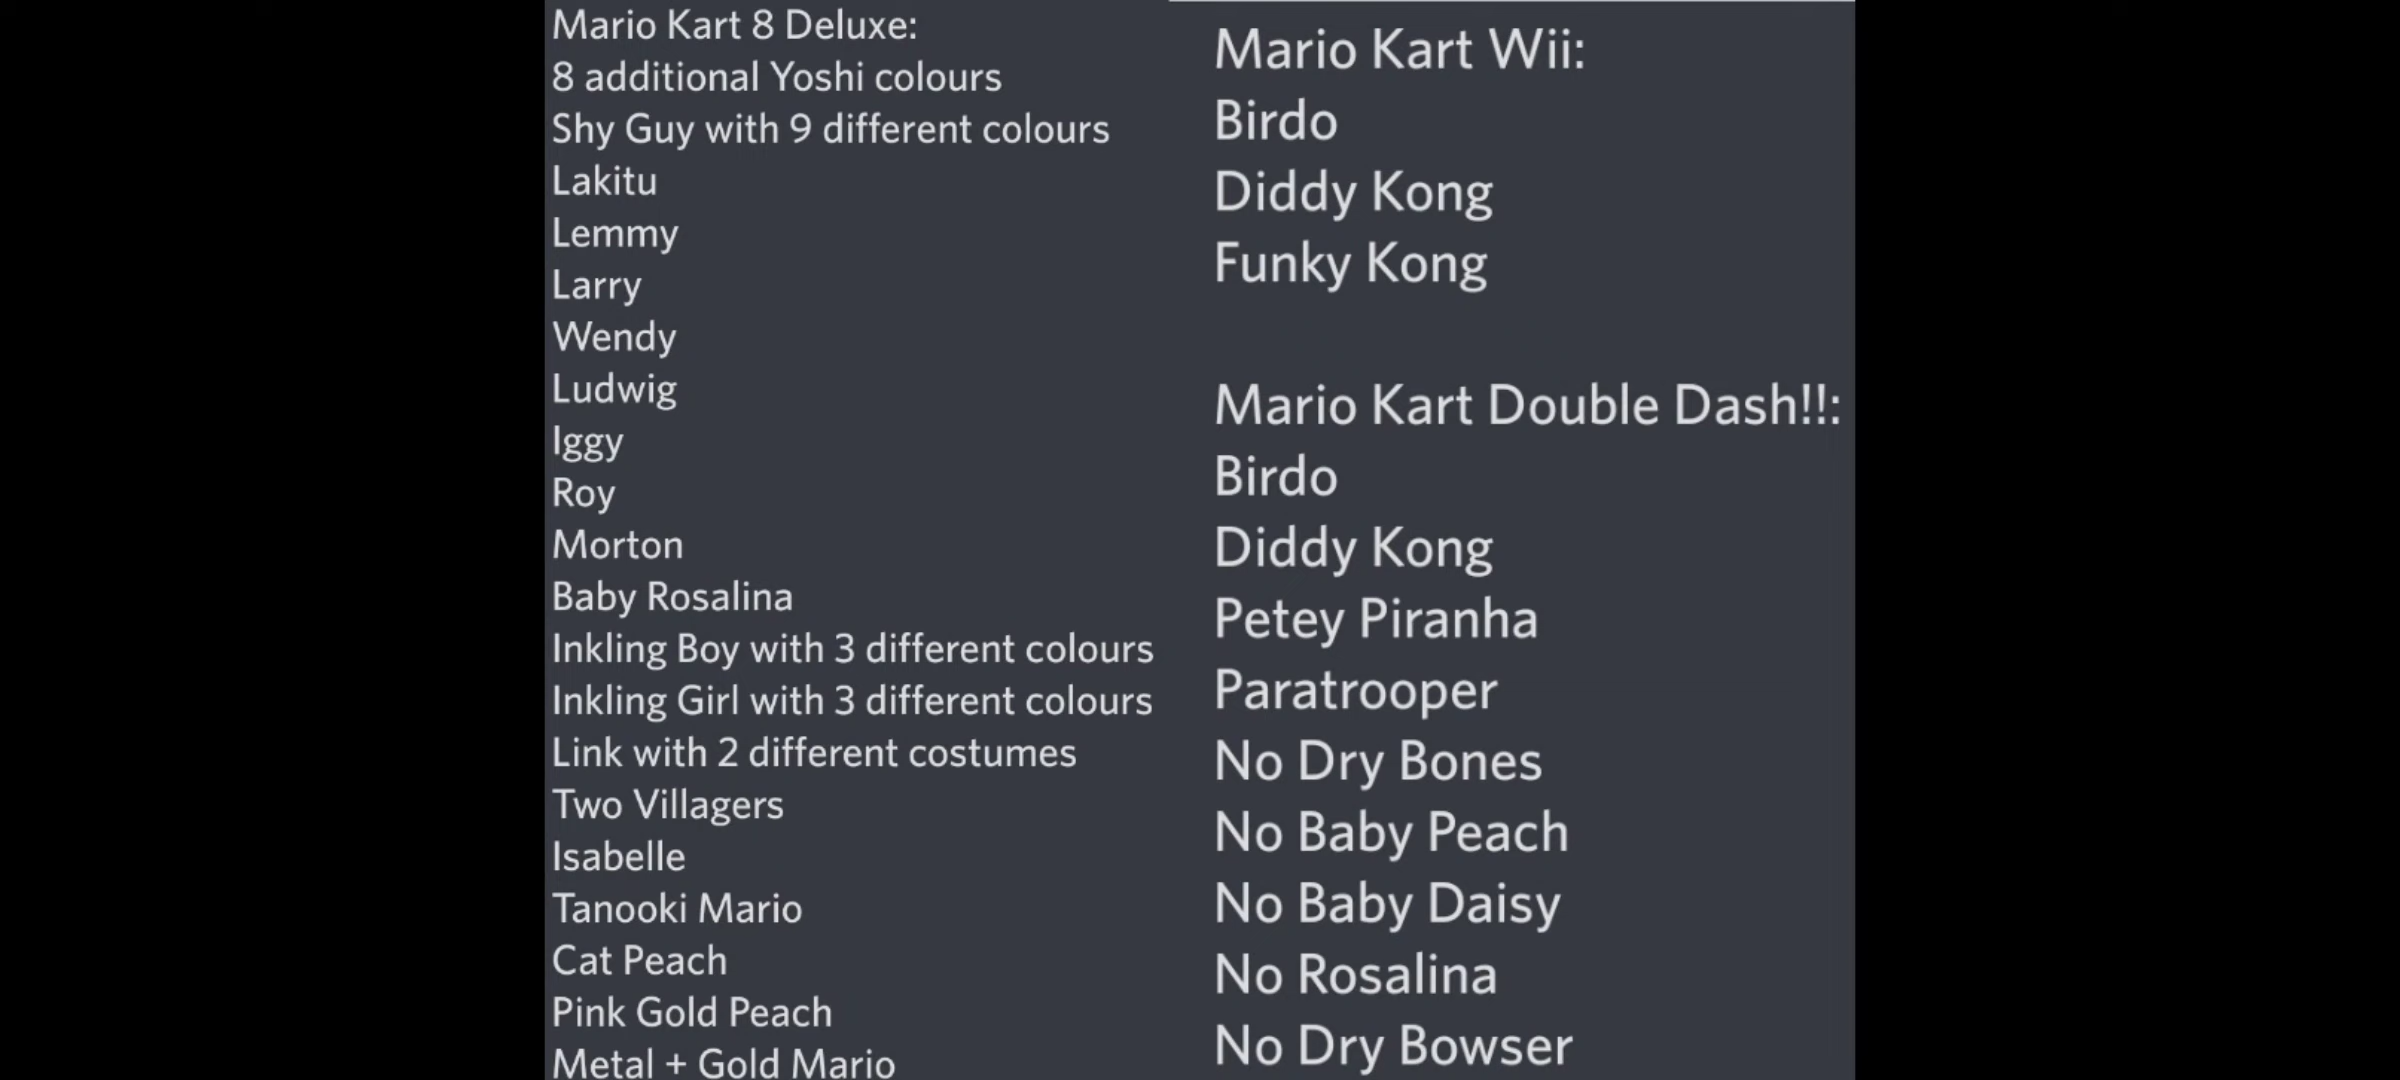 Mario Kart 8 Deluxe:
8 additional Yoshi colours
Shy Guy with 9 different colours
Lakitu
Lemmy
Larry
Wendy
Ludwig
Iggy
Roy
Morton
Baby Rosalina
Inkling Boy with 3 different colours
Inkling Girl with 3 different colours
Link with 2 different costumes
Two Villagers
Isabelle
Tanooki Mario
Cat Peach
Pink Gold Peach
Metal + Gold Mario
Mario Kart Wii:
Birdo
Diddy Kong
Funky Kong
Mario Kart Double Dash!!:
Birdo
Diddy Kong
Petey Piranha
Paratrooper
No Dry Bones
No Baby Peach
No Baby Daisy
No Rosalina
No Dry Bowser